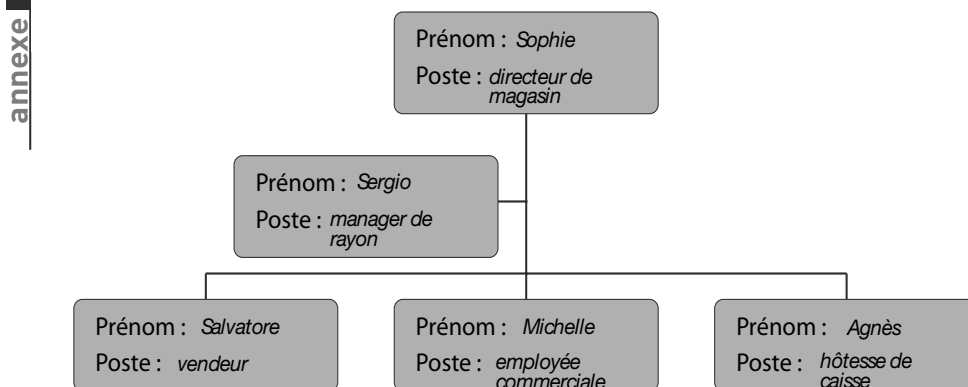 annexe
Prénom : Sophie
Poste : directeur de
magasin
Prénom : Sergio
Poste : manager de
rayon
Prénom : Salvatore
Poste : vendeur
Prénom : Michelle
Poste : employée
commerciale
Prénom : Agnès
Poste : hôtesse de
caisse